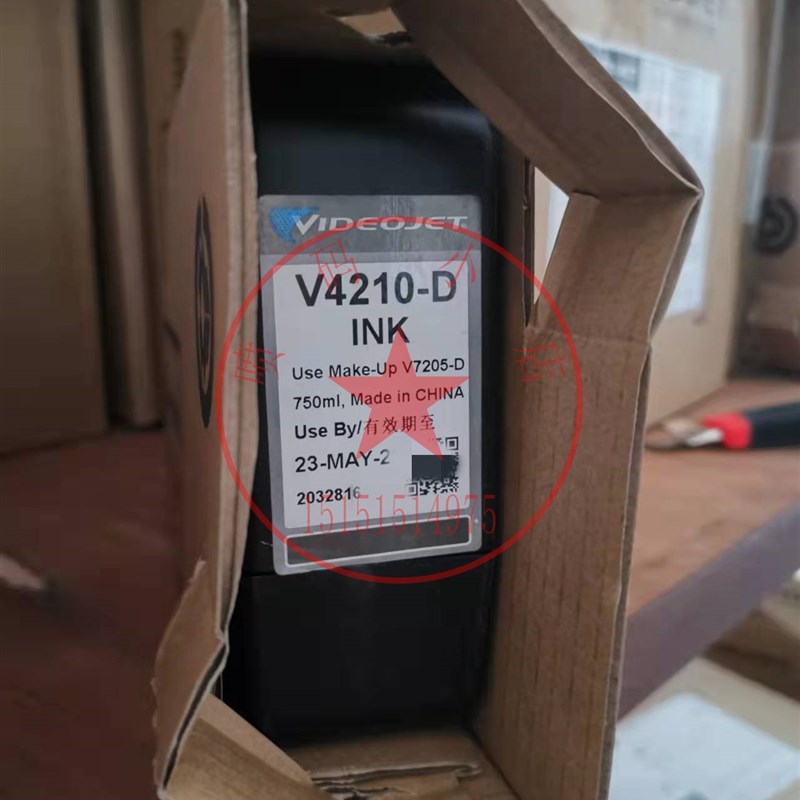 VIDEOJET
V4210-D
INK
Use Make-Up V7205-D
750ml, Made in CHINA
Use By/有效期至
23-MAY-2
2032816
15151514975